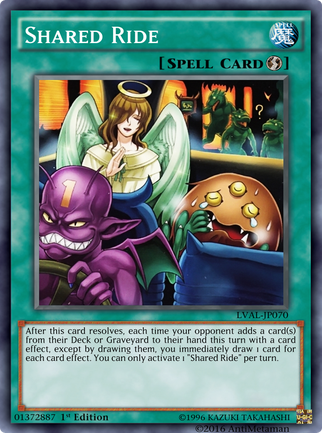 Shared Ride
SPELL
魔
[Spell Card]
1
?
LVAL-JP070
After this card resolves, each time your opponent adds a card(s)
from their Deck or Graveyard to their hand this turn with a card
effect, except by drawing them, you immediately draw 1 card for
each card effect. You can only activate 1 "Shared Ride" per turn.
01372887 1st Edition ©1996 KAZUKI TAKAHASHI
©2016 AntiMetaman